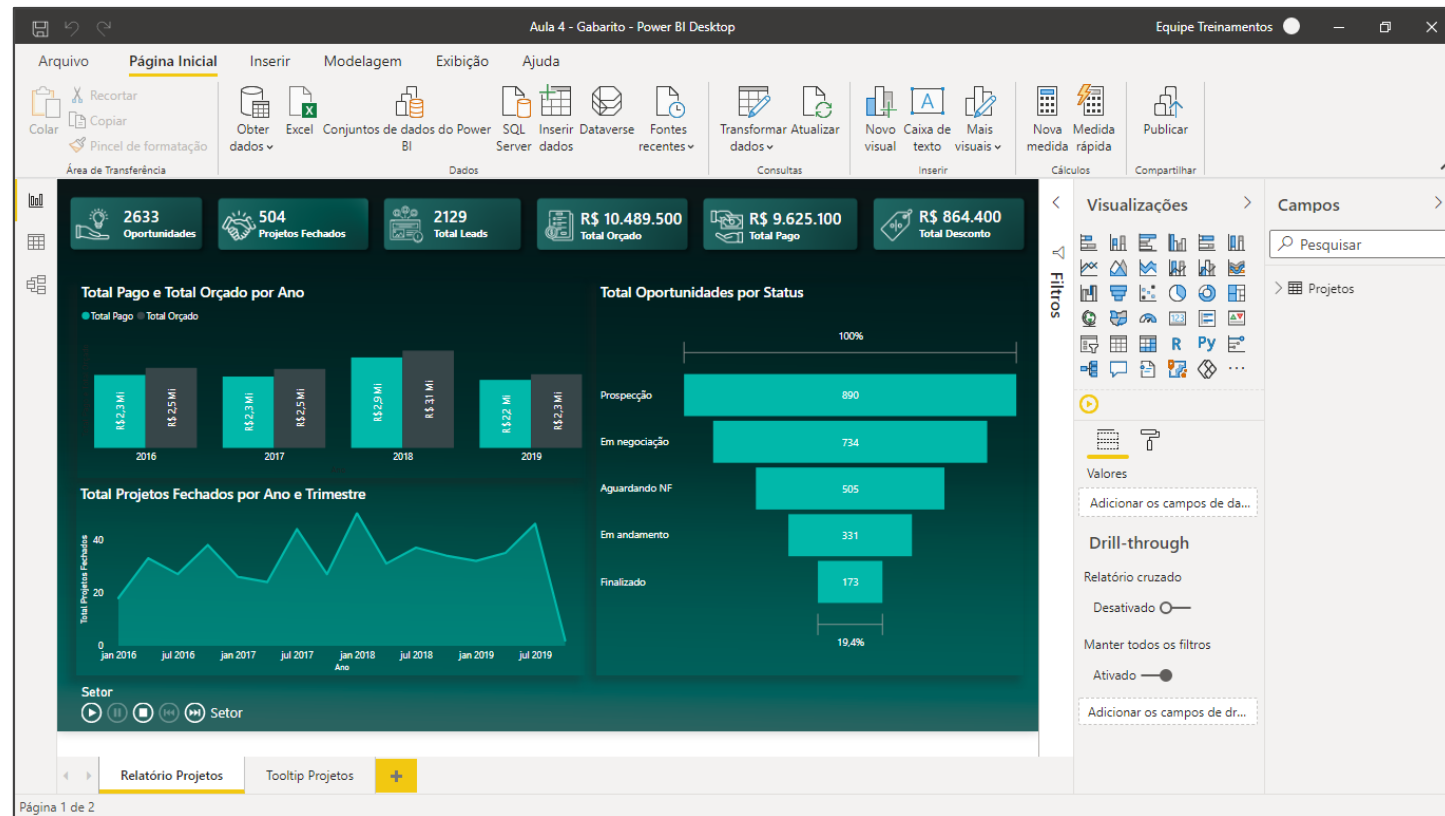 Aula 4 - Gabarito - Power BI Desktop
Equipe Treinamentos
Arquivo
Página Inicial
Inserir
Modelagem
Exibição
Ajuda
Colar
Recortar
Copiar
Pincel de formatação
Área de Transferência
Obter
dados
Excel
Conjuntos de dados do Power
BI
SQL
Server
Inserir
dados
Dataverse
Fontes
recentes
Dados
Transformar
dados
Atualizar
Consultas
Novo
visual
Caixa de
texto
Mais
visuais
Inserir
Nova
medida
Medida
rápida
Cálculos
Publicar
Compartilhar
2633
Oportunidades
504
Projetos Fechados
2129
Total Leads
R$ 10.489.500
Total Orçado
R$ 9.625.100
Total Pago
R$ 864.400
Total Desconto
Total Pago e Total Orçado por Ano
Total Pago
Total Orçado
R$2,3 Mi
R$2,5 Mi
R$2,3 Mi
R$2,5 Mi
R$2,9 Mi
R$ 3,1 Mi
R$2,2 Mi
R$2,3 Mi
2016
2017
2018
2019
Total Projetos Fechados por Ano e Trimestre
Total Projetos Fechados
40
20
0
jan 2016
jul 2016
jan 2017
jul 2017
jan 2018
jul 2018
jan 2019
jul 2019
Ano
Total Oportunidades por Status
100%
Prospecção
890
Em negociação
734
Aguardando NF
505
Em andamento
331
Finalizado
173
19,4%
Setor
Setor
Filtros
Visualizações
123
R
Py
Valores
Adicionar os campos de da...
Drill-through
Relatório cruzado
Desativado
Manter todos os filtros
Ativado
Adicionar os campos de dr...
Campos
Pesquisar
Projetos
Relatório Projetos
Tooltip Projetos
Página 1 de 2